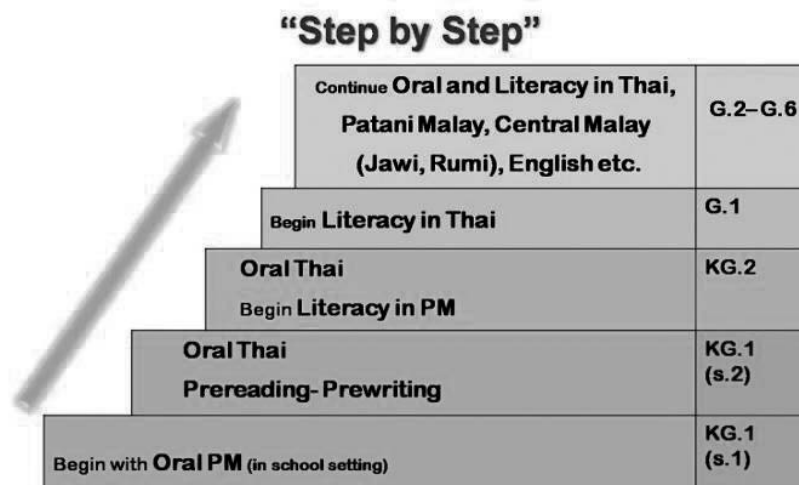 “Step by Step”
Continue Oral and Literacy in Thai,
Patani Malay, Central Malay
(Jawi, Rumi), English etc.
G.2–G.6
Begin Literacy in Thai
G.1
Oral Thai
Begin Literacy in PM
KG.2
Oral Thai
Prereading- Prewriting
KG.1
(s.2)
Begin with Oral PM (in school setting)
KG.1
(s.1)